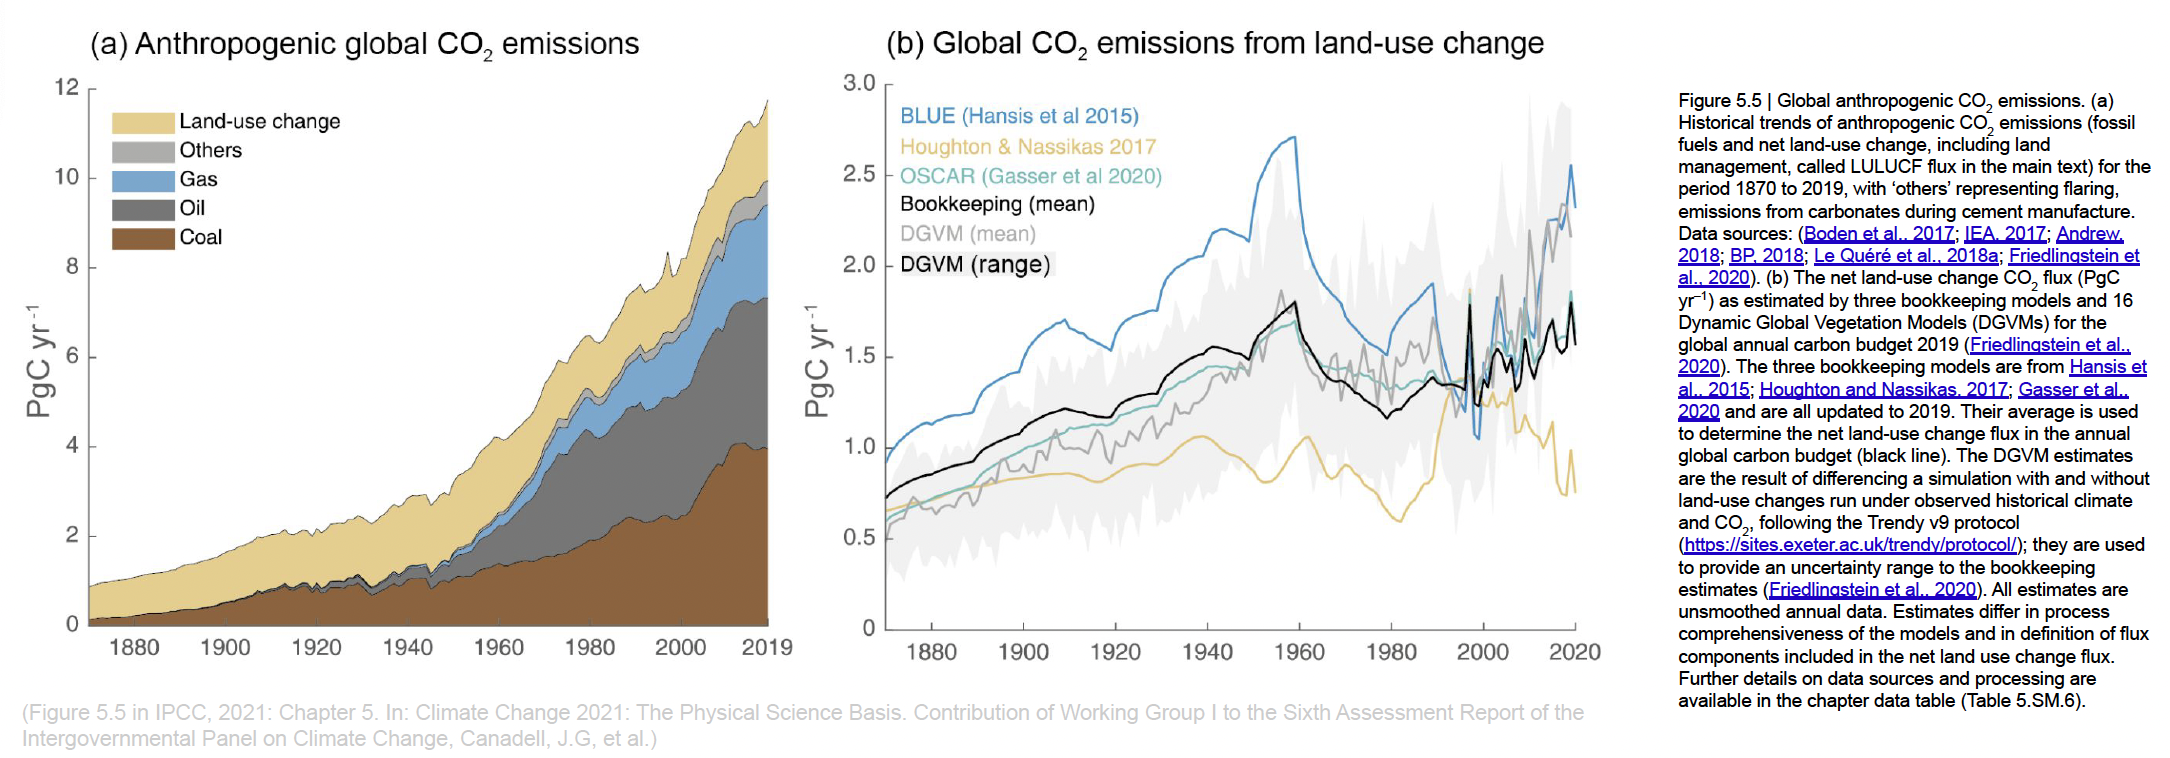 (a) Anthropogenic global CO2 emissions
12
10
8
6
4
2
0
PgC yr-1
Land-use change
Others
Gas
Oil
Coal
1880 1900 1920 1940 1960 1980 2000 2019
(b) Global CO2 emissions from land-use change
3.0
2.5
2.0
1.5
1.0
0.5
0
PgC yr-1
BLUE (Hansis et al 2015)
Houghton & Nassikas 2017
OSCAR (Gasser et al 2020)
Bookkeeping (mean)
DGVM (mean)
DGVM (range)
1880 1900 1920 1940 1960 1980 2000 2020
Figure 5.5 | Global anthropogenic CO2 emissions. (a)
Historical trends of anthropogenic CO2 emissions (fossil
fuels and net land-use change, including land
management, called LULUCF flux in the main text) for the
period 1870 to 2019, with ‘others’ representing flaring,
emissions from carbonates during cement manufacture.
Data sources: (Boden et al., 2017; IEA, 2017; Andrew,
2018; BP, 2018; Le Quéré et al., 2018a; Friedlingstein et
al., 2020). (b) The net land-use change CO2 flux (PgC
yr−1) as estimated by three bookkeeping models and 16
Dynamic Global Vegetation Models (DGVMs) for the
global annual carbon budget 2019 (Friedlingstein et al.,
2020). The three bookkeeping models are from Hansis et
al., 2015; Houghton and Nassikas, 2017; Gasser et al.,
2020 and are all updated to 2019. Their average is used
to determine the net land-use change flux in the annual
global carbon budget (black line). The DGVM estimates
are the result of differencing a simulation with and without
land-use changes run under observed historical climate
and CO2, following the Trendy v9 protocol
(https://sites.exeter.ac.uk/trendy/protocol/); they are used
to provide an uncertainty range to the bookkeeping
estimates (Friedlingstein et al., 2020). All estimates are
unsmoothed annual data. Estimates differ in process
comprehensiveness of the models and in definition of flux
components included in the net land use change flux.
Further details on data sources and processing are
available in the chapter data table (Table 5.SM.6).
(Figure 5.5 in IPCC, 2021: Chapter 5. In: Climate Change 2021: The Physical Science Basis. Contribution of Working Group I to the Sixth Assessment Report of the
Intergovernmental Panel on Climate Change, Canadell, J.G, et al.)